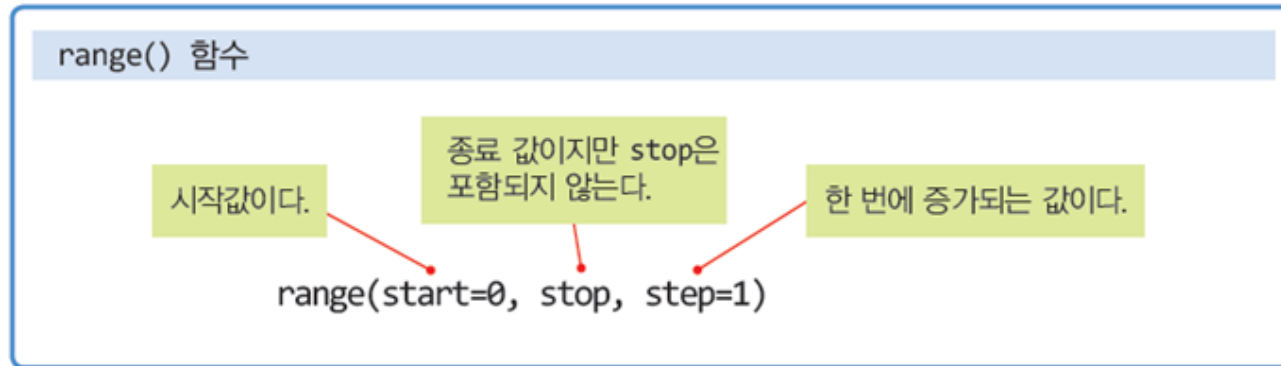 range() 함수
종료 값이지만 stop은
포함되지 않는다.
시작값이다.
한 번에 증가되는 값이다.
range(start=0, stop, step=1)